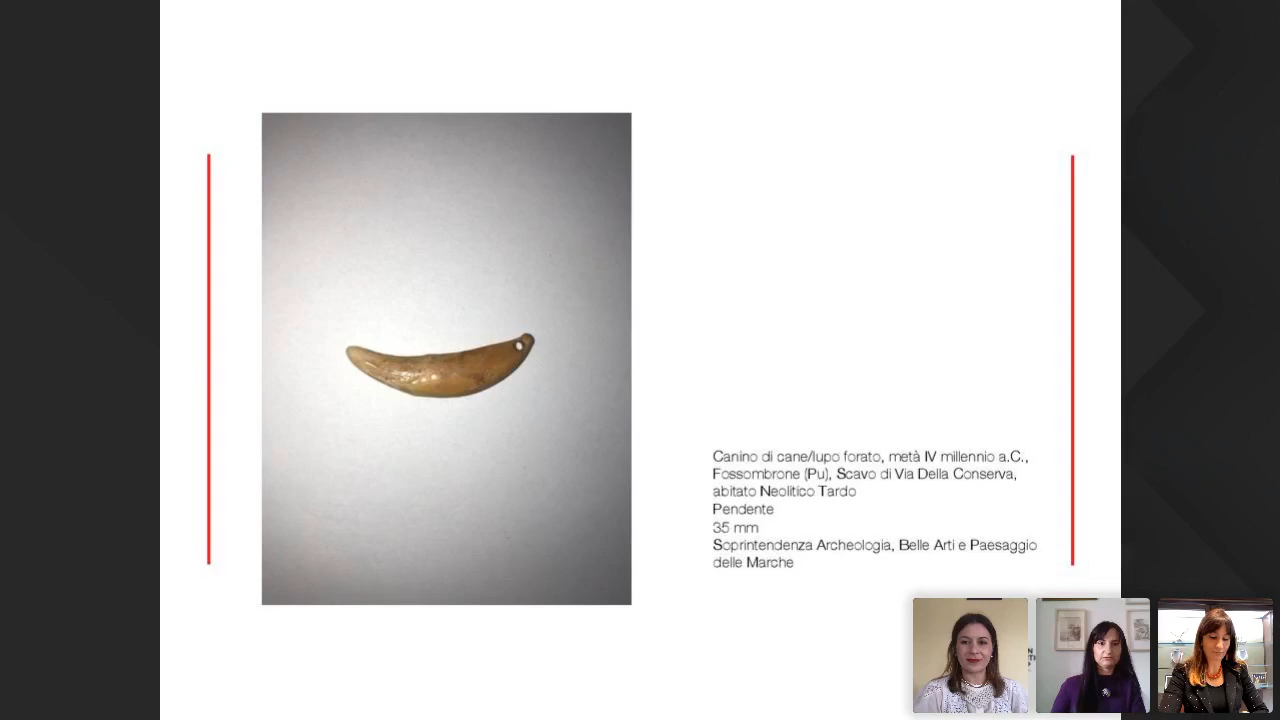 Canino di cane/lupo forato, metà IV millennio a.C.,
Fossombrone (Pu), Scavo di Via Della Conserva,
abitato Neolitico Tardo
Pendente
35 mm
Soprintendenza Archeologia, Belle Arti e Paesaggio
delle Marche